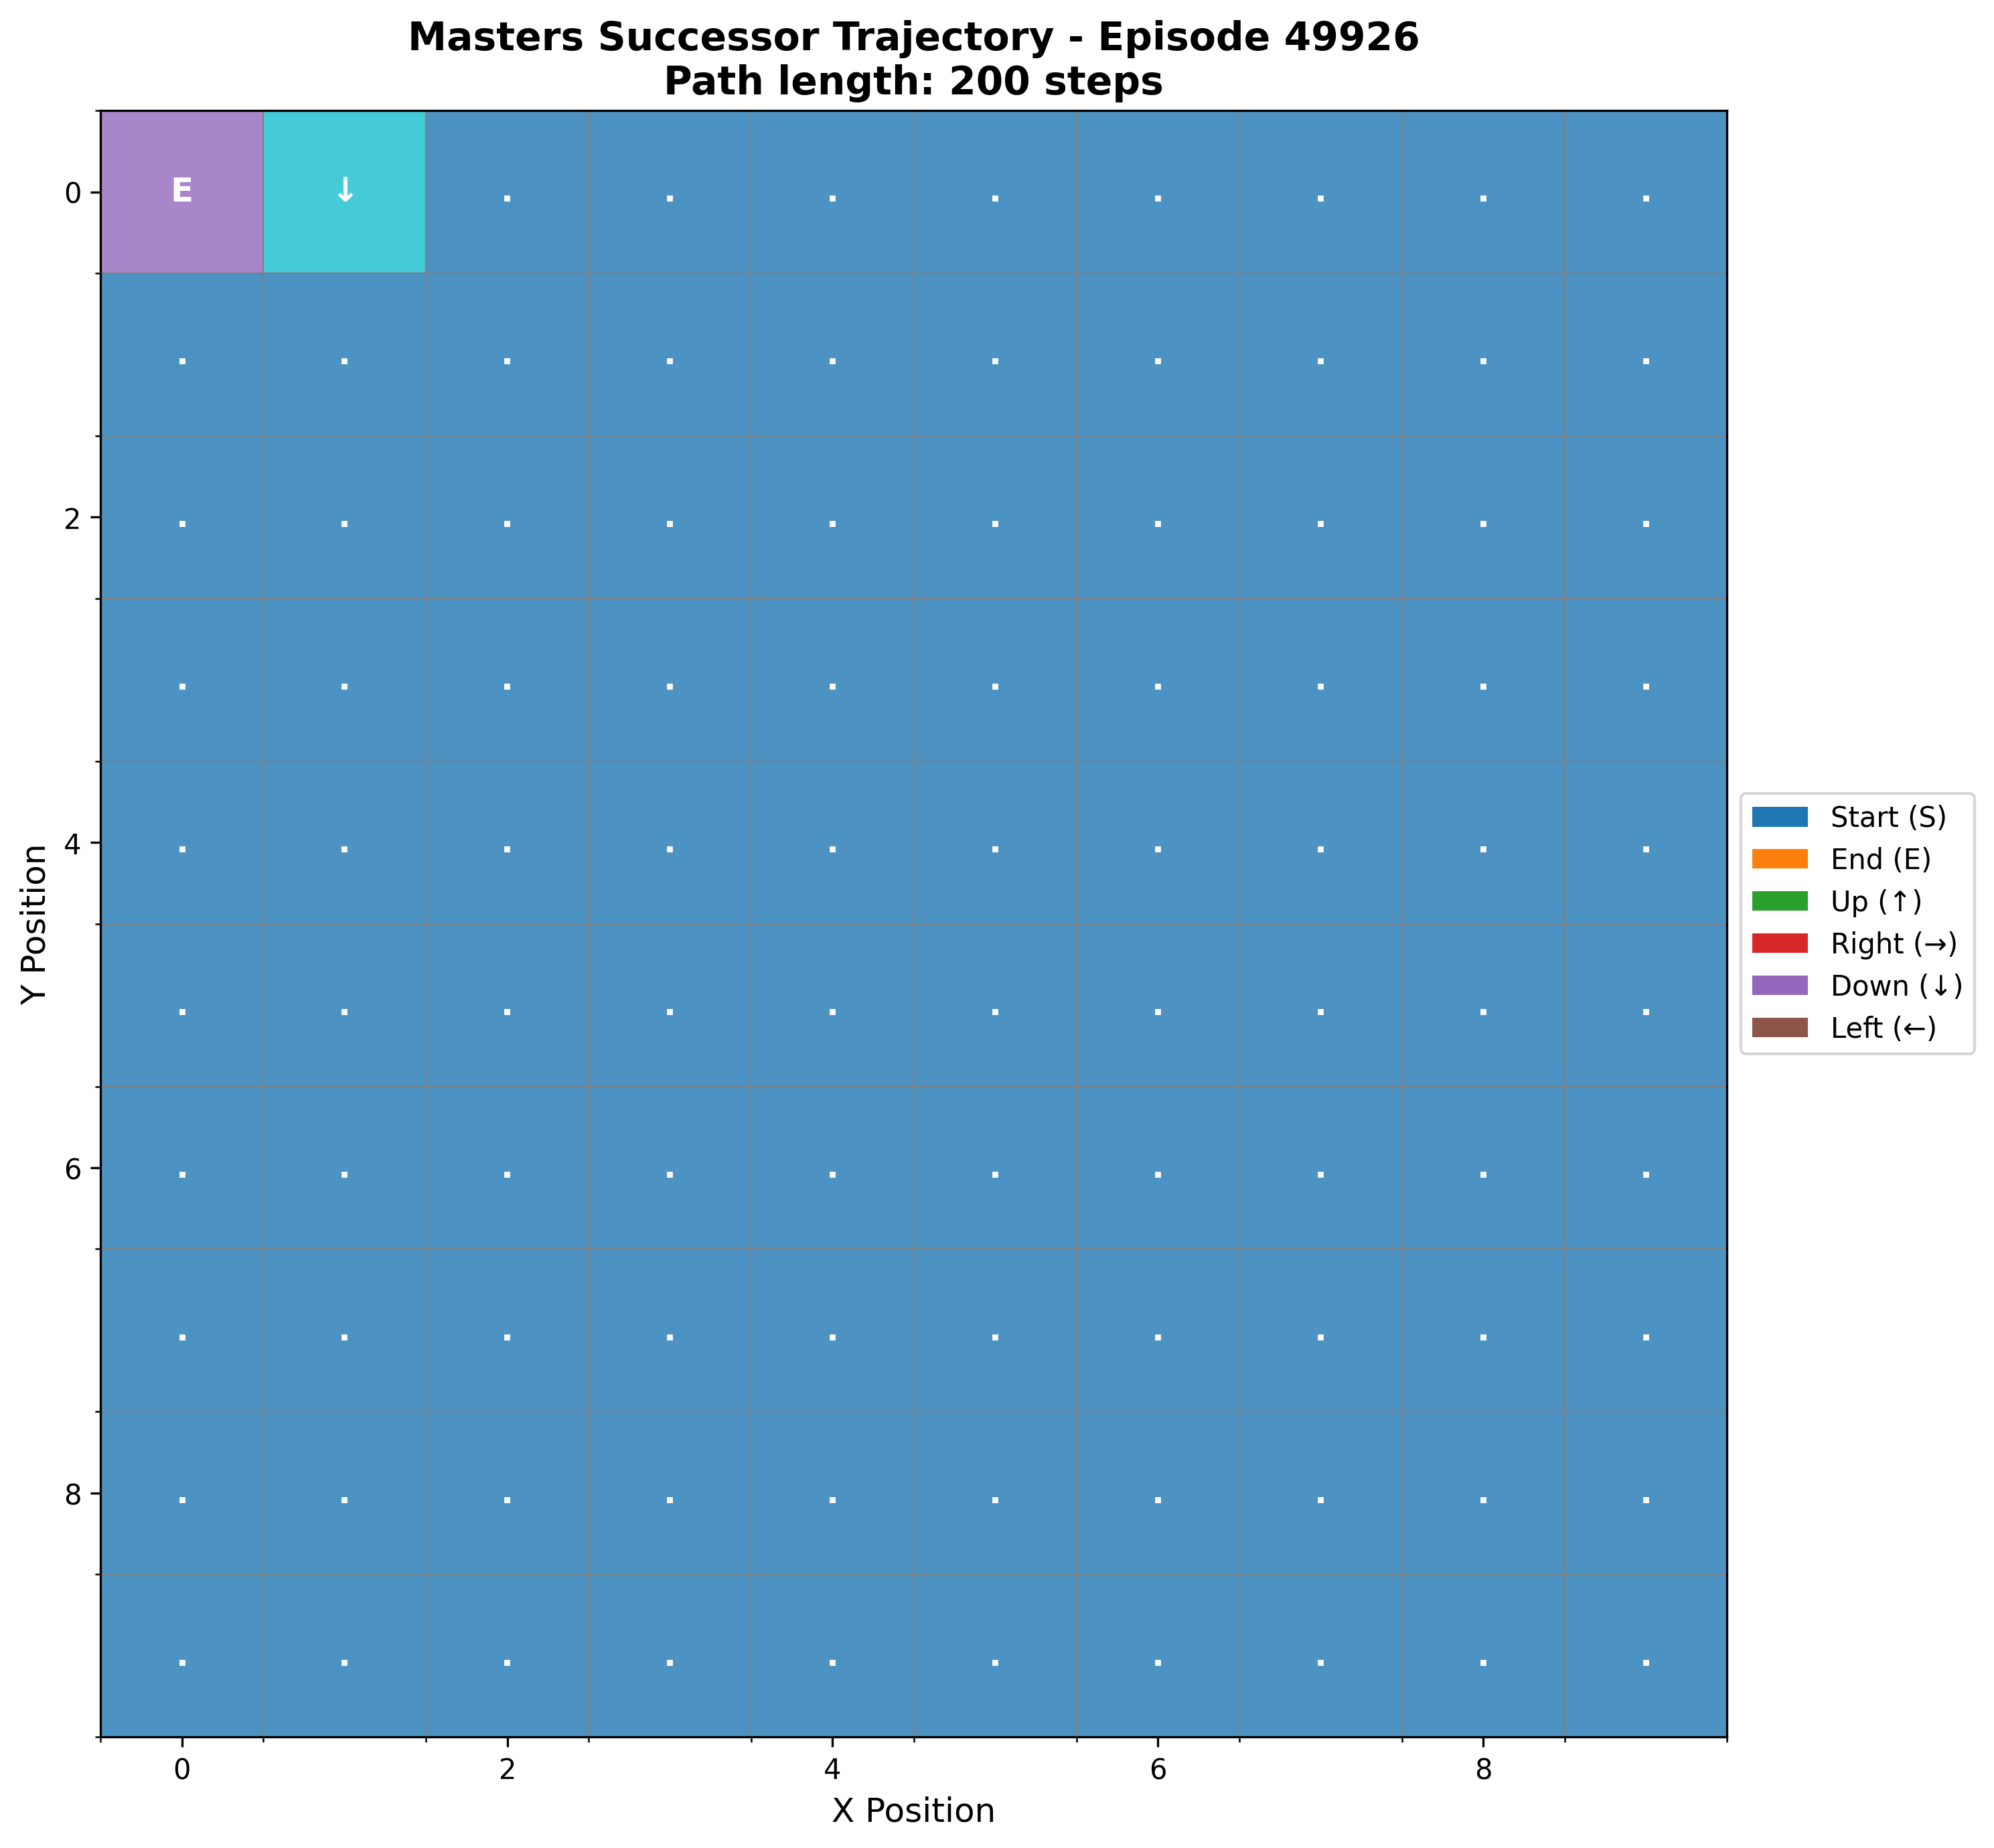 Masters Successor Trajectory - Episode 49926
Path length: 200 steps
E ↓
0
2
4
6
8
Y Position
0 2 4 6 8
X Position
Start (S)
End (E)
Up (↑)
Right (→)
Down (↓)
Left (←)